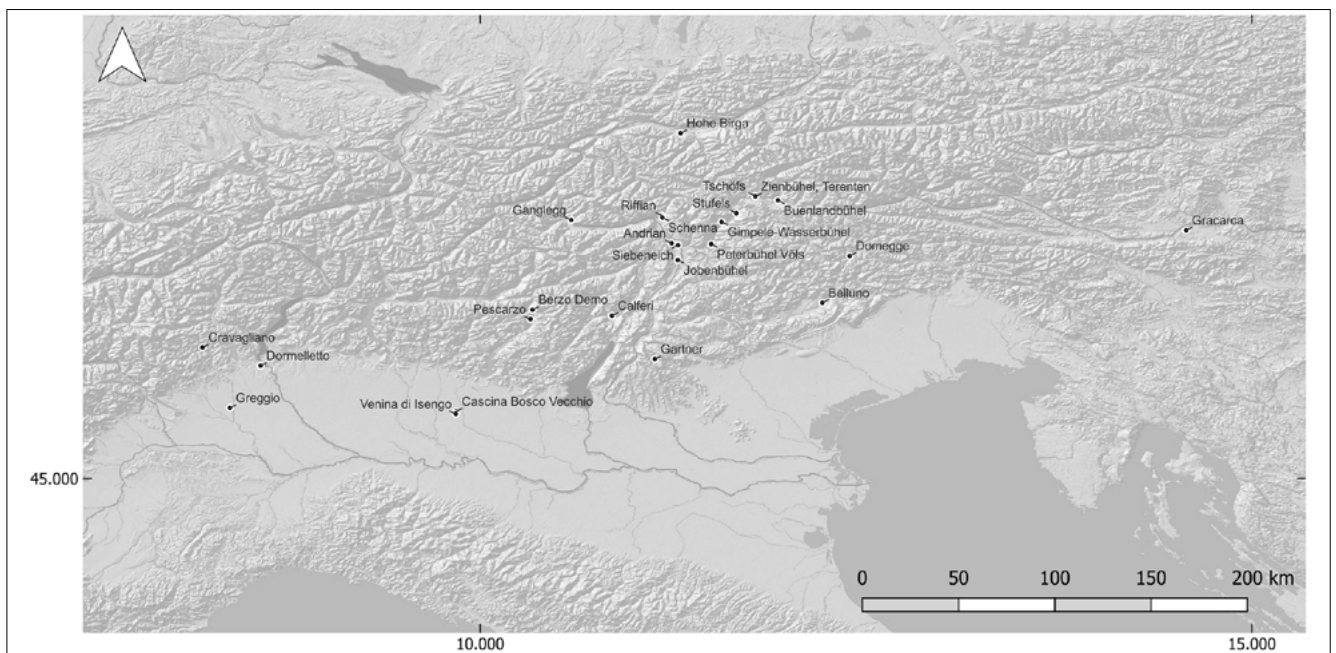 Hohe Birga
Tschöfs
Zienbühel, Terenten
Stufels
Buenlandbühel
Ganglegg
Riffian
Schenna
Gimpele-Wasserbühel
Gracarca
Andrian
Siebeneich
Peterbühel Völs
Domegge
Jobenbühel
Berzo Demo
Pescarzo
Calferi
Belluno
Cravagliano
Dormelletto
Gartner
Greggio
Venina di Isengo
Cascina Bosco Vecchio
45.000
0 50 100 150 200 km
10.000
15.000